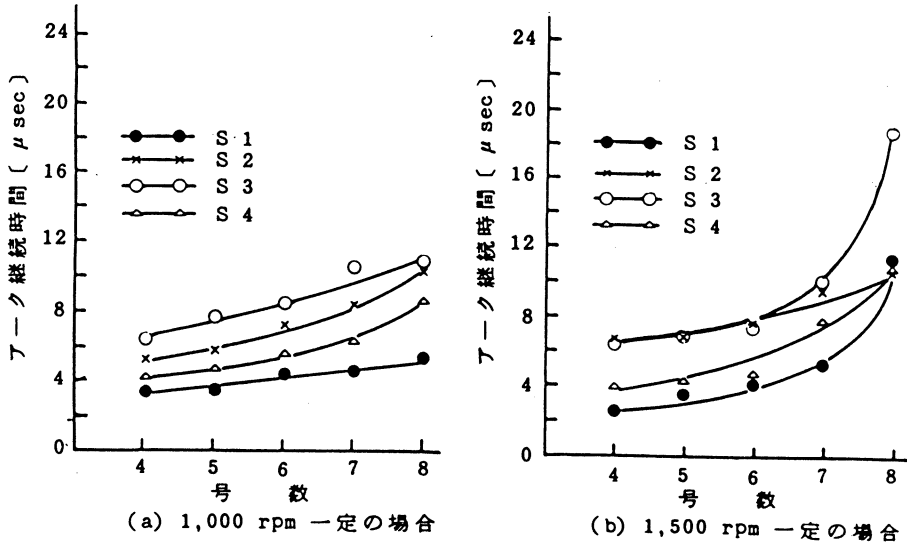 アーク継続時間〔μsec〕
24
20
16
12
8
4
0
S 1
S 2
S 3
S 4
4 5 6 7 8
号 数
(a) 1,000 rpm 一定の場合
アーク継続時間〔μsec〕
24
20
16
12
8
4
0
S 1
S 2
S 3
S 4
4 5 6 7 8
号 数
(b) 1,500 rpm 一定の場合